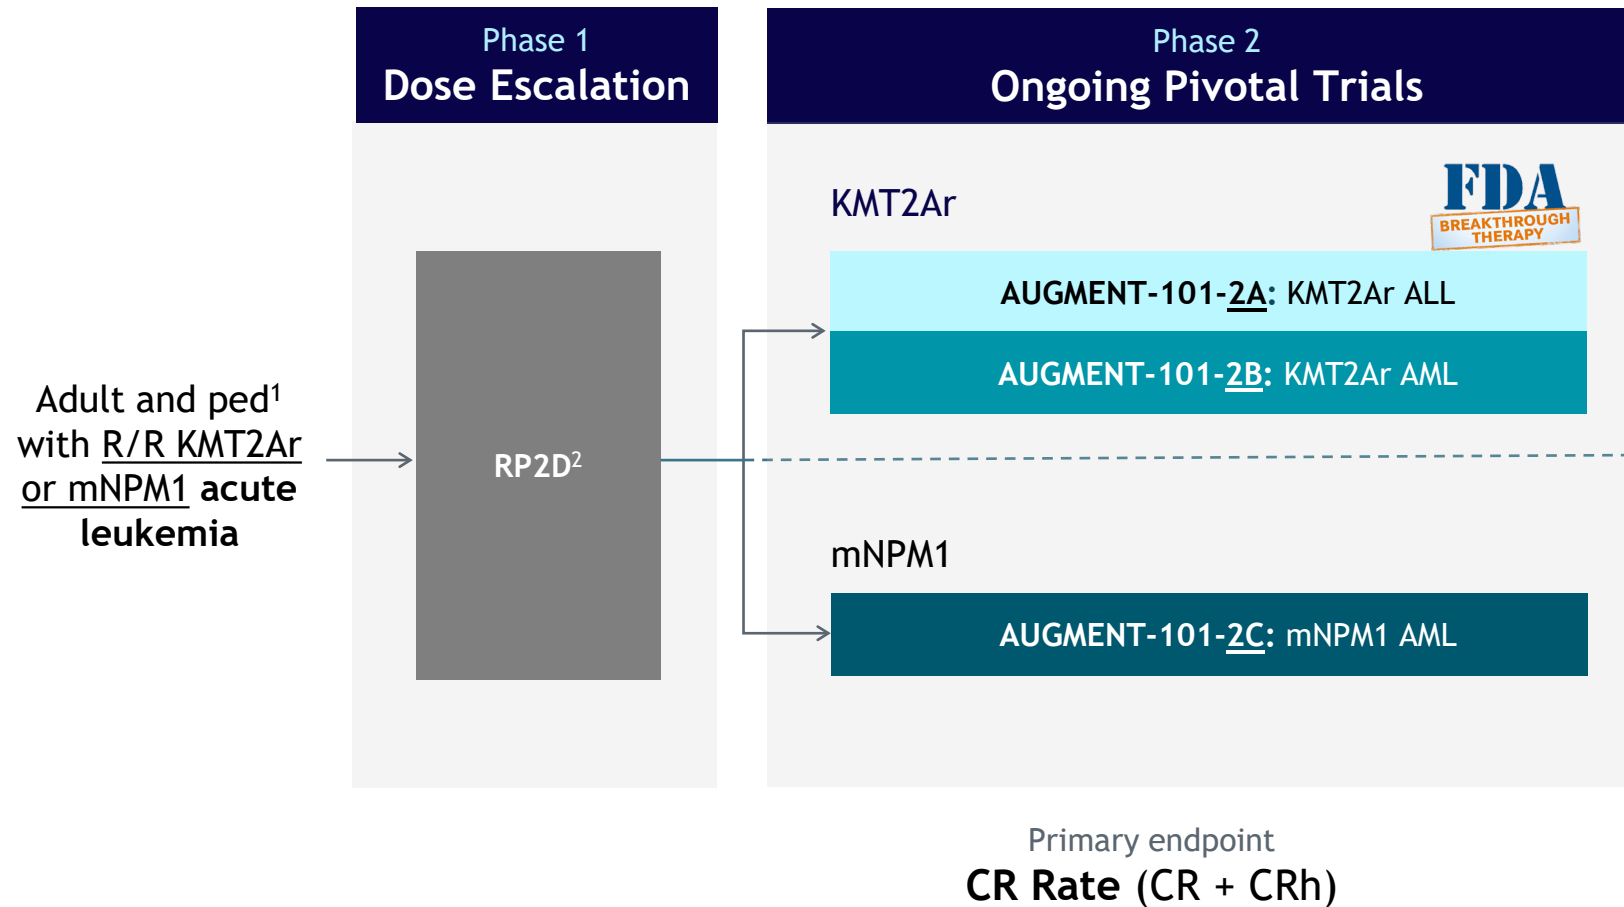 Phase 1
Dose Escalation
Phase 2
Ongoing Pivotal Trials
Adult and ped¹
with R/R KMT2Ar
or mNPM1 acute
leukemia
RP2D²
KMT2Ar
FDA
BREAKTHROUGH
THERAPY
AUGMENT-101-2A: KMT2Ar ALL
AUGMENT-101-2B: KMT2Ar AML
mNPM1
AUGMENT-101-2C: mNPM1 AML
Primary endpoint
CR Rate (CR + CRh)